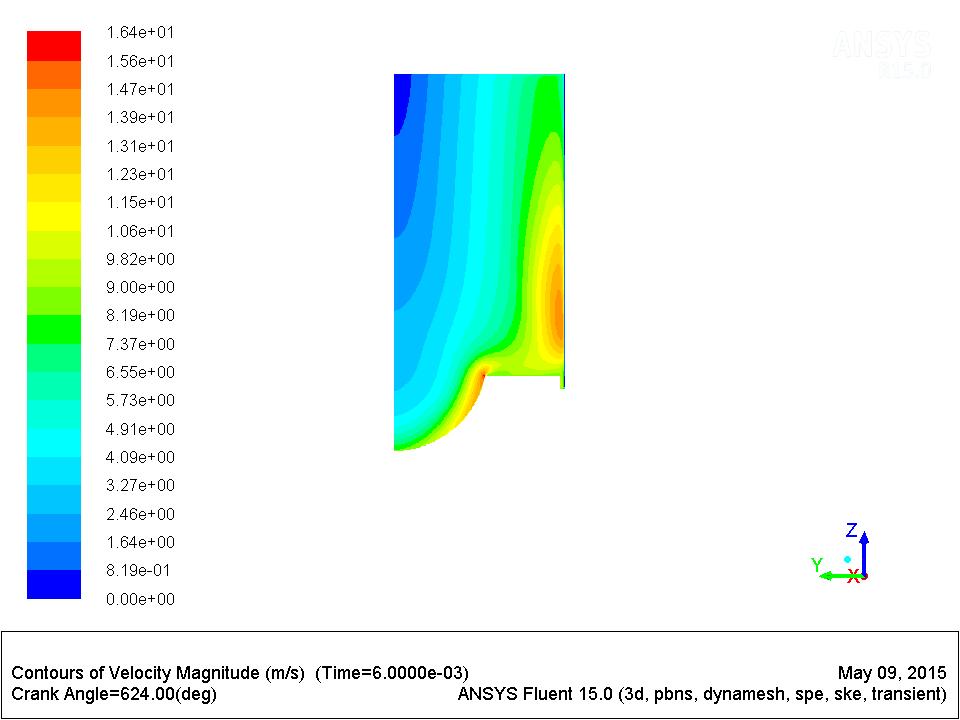 1.64e+01
1.56e+01
1.47e+01
1.39e+01
1.31e+01
1.23e+01
1.15e+01
1.06e+01
9.82e+00
9.00e+00
8.19e+00
7.37e+00
6.55e+00
5.73e+00
4.91e+00
4.09e+00
3.27e+00
2.46e+00
1.64e+00
8.19e-01
0.00e+00
ANSYS
R15.0
Z
Y
X
Contours of Velocity Magnitude (m/s)  (Time=6.0000e-03)
Crank Angle=624.00(deg)
May 09, 2015
ANSYS Fluent 15.0 (3d, pbns, dynamesh, spe, ske, transient)